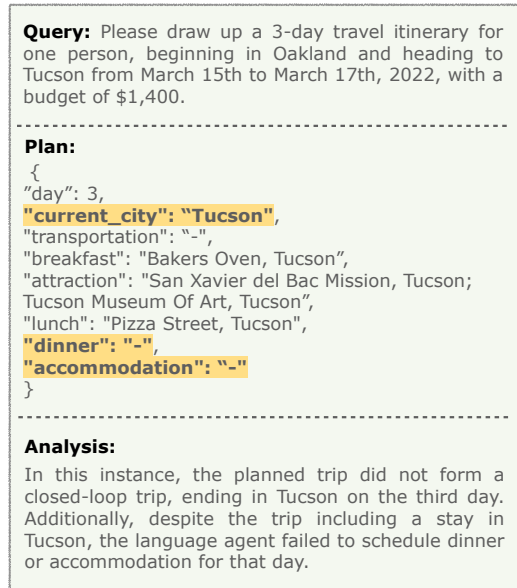 Query: Please draw up a 3-day travel itinerary for
one person, beginning in Oakland and heading to
Tucson from March 15th to March 17th, 2022, with a
budget of $1,400.
Plan:
{
”day”: 3,
"current_city": “Tucson",
"transportation": “-",
"breakfast": "Bakers Oven, Tucson”,
"attraction": "San Xavier del Bac Mission, Tucson;
Tucson Museum Of Art, Tucson”,
"lunch": "Pizza Street, Tucson",
"dinner": "-",
"accommodation": “-"
}
Analysis:
In this instance, the planned trip did not form a
closed-loop trip, ending in Tucson on the third day.
Additionally, despite the trip including a stay in
Tucson, the language agent failed to schedule dinner
or accommodation for that day.